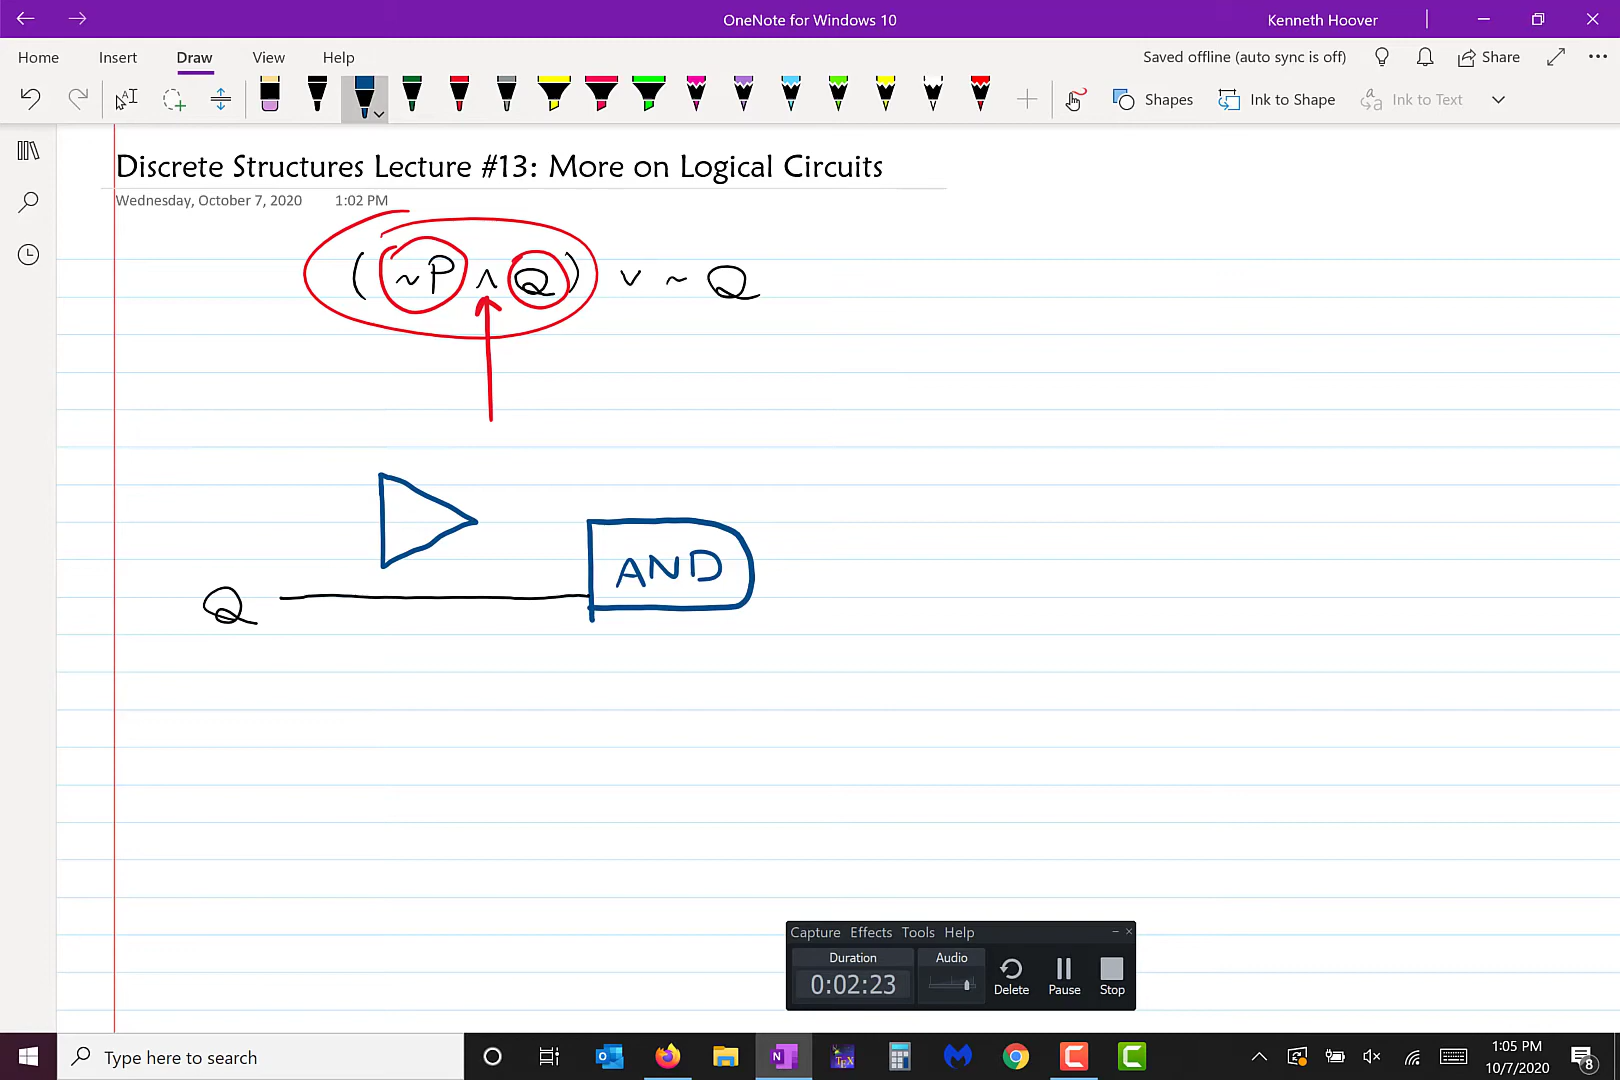 OneNote for Windows 10
Kenneth Hoover
Home Insert Draw View Help
Saved offline (auto sync is off) Share
Shapes Ink to Shape Ink to Text
Discrete Structures Lecture #13: More on Logical Circuits
Wednesday, October 7, 2020 1:02 PM
( ~P ∧ Q ) ∨ ~ Q
AND
Q
Capture Effects Tools Help
Duration Audio
0:02:23 Delete Pause Stop
Type here to search
1:05 PM
10/7/2020
8